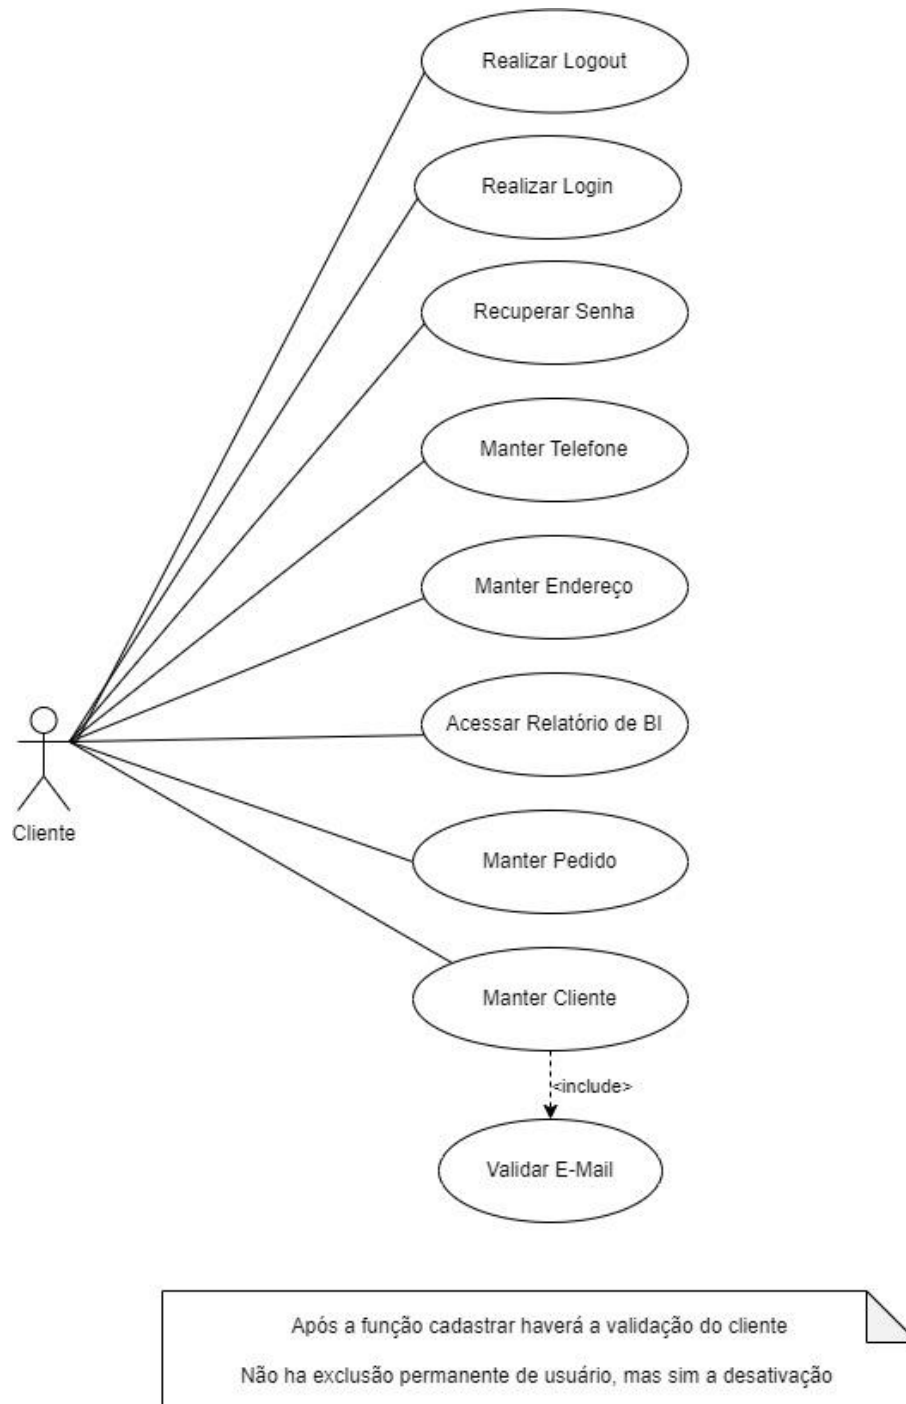 Realizar Logout
Realizar Login
Recuperar Senha
Manter Telefone
Manter Endereço
Acessar Relatório de BI
Cliente
Manter Pedido
Manter Cliente
<include>
Validar E-Mail
Após a função cadastrar haverá a validação do cliente
Não ha exclusão permanente de usuário, mas sim a desativação